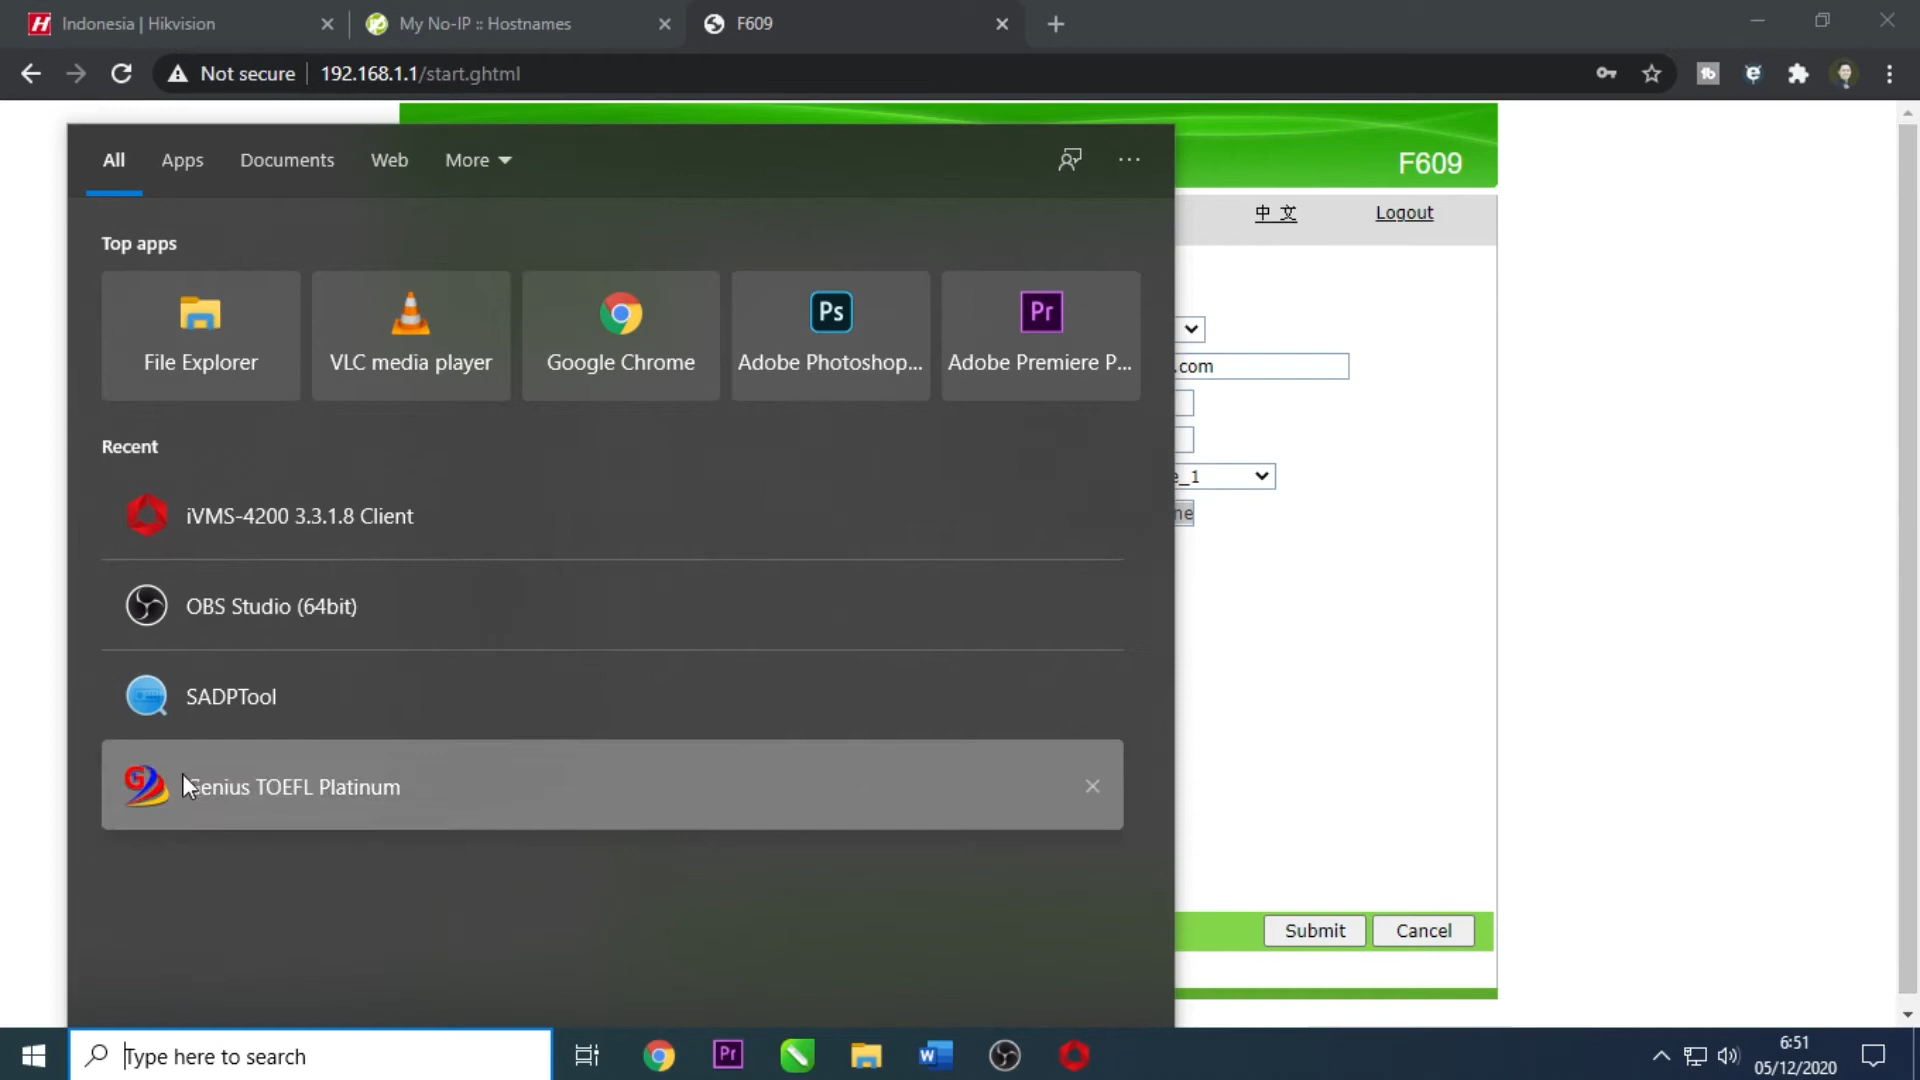 Indonesia | Hikvision
My No-IP :: Hostnames
F609
Not secure
192.168.1.1/start.ghtml
All
Apps
Documents
Web
More
F609
中 文
Logout
Top apps
File Explorer
VLC media player
Google Chrome
Adobe Photoshop...
Adobe Premiere P...
.com
Recent
iVMS-4200 3.3.1.8 Client
e_1
ne
OBS Studio (64bit)
SADPTool
Genius TOEFL Platinum
Submit
Cancel
Type here to search
6:51
05/12/2020